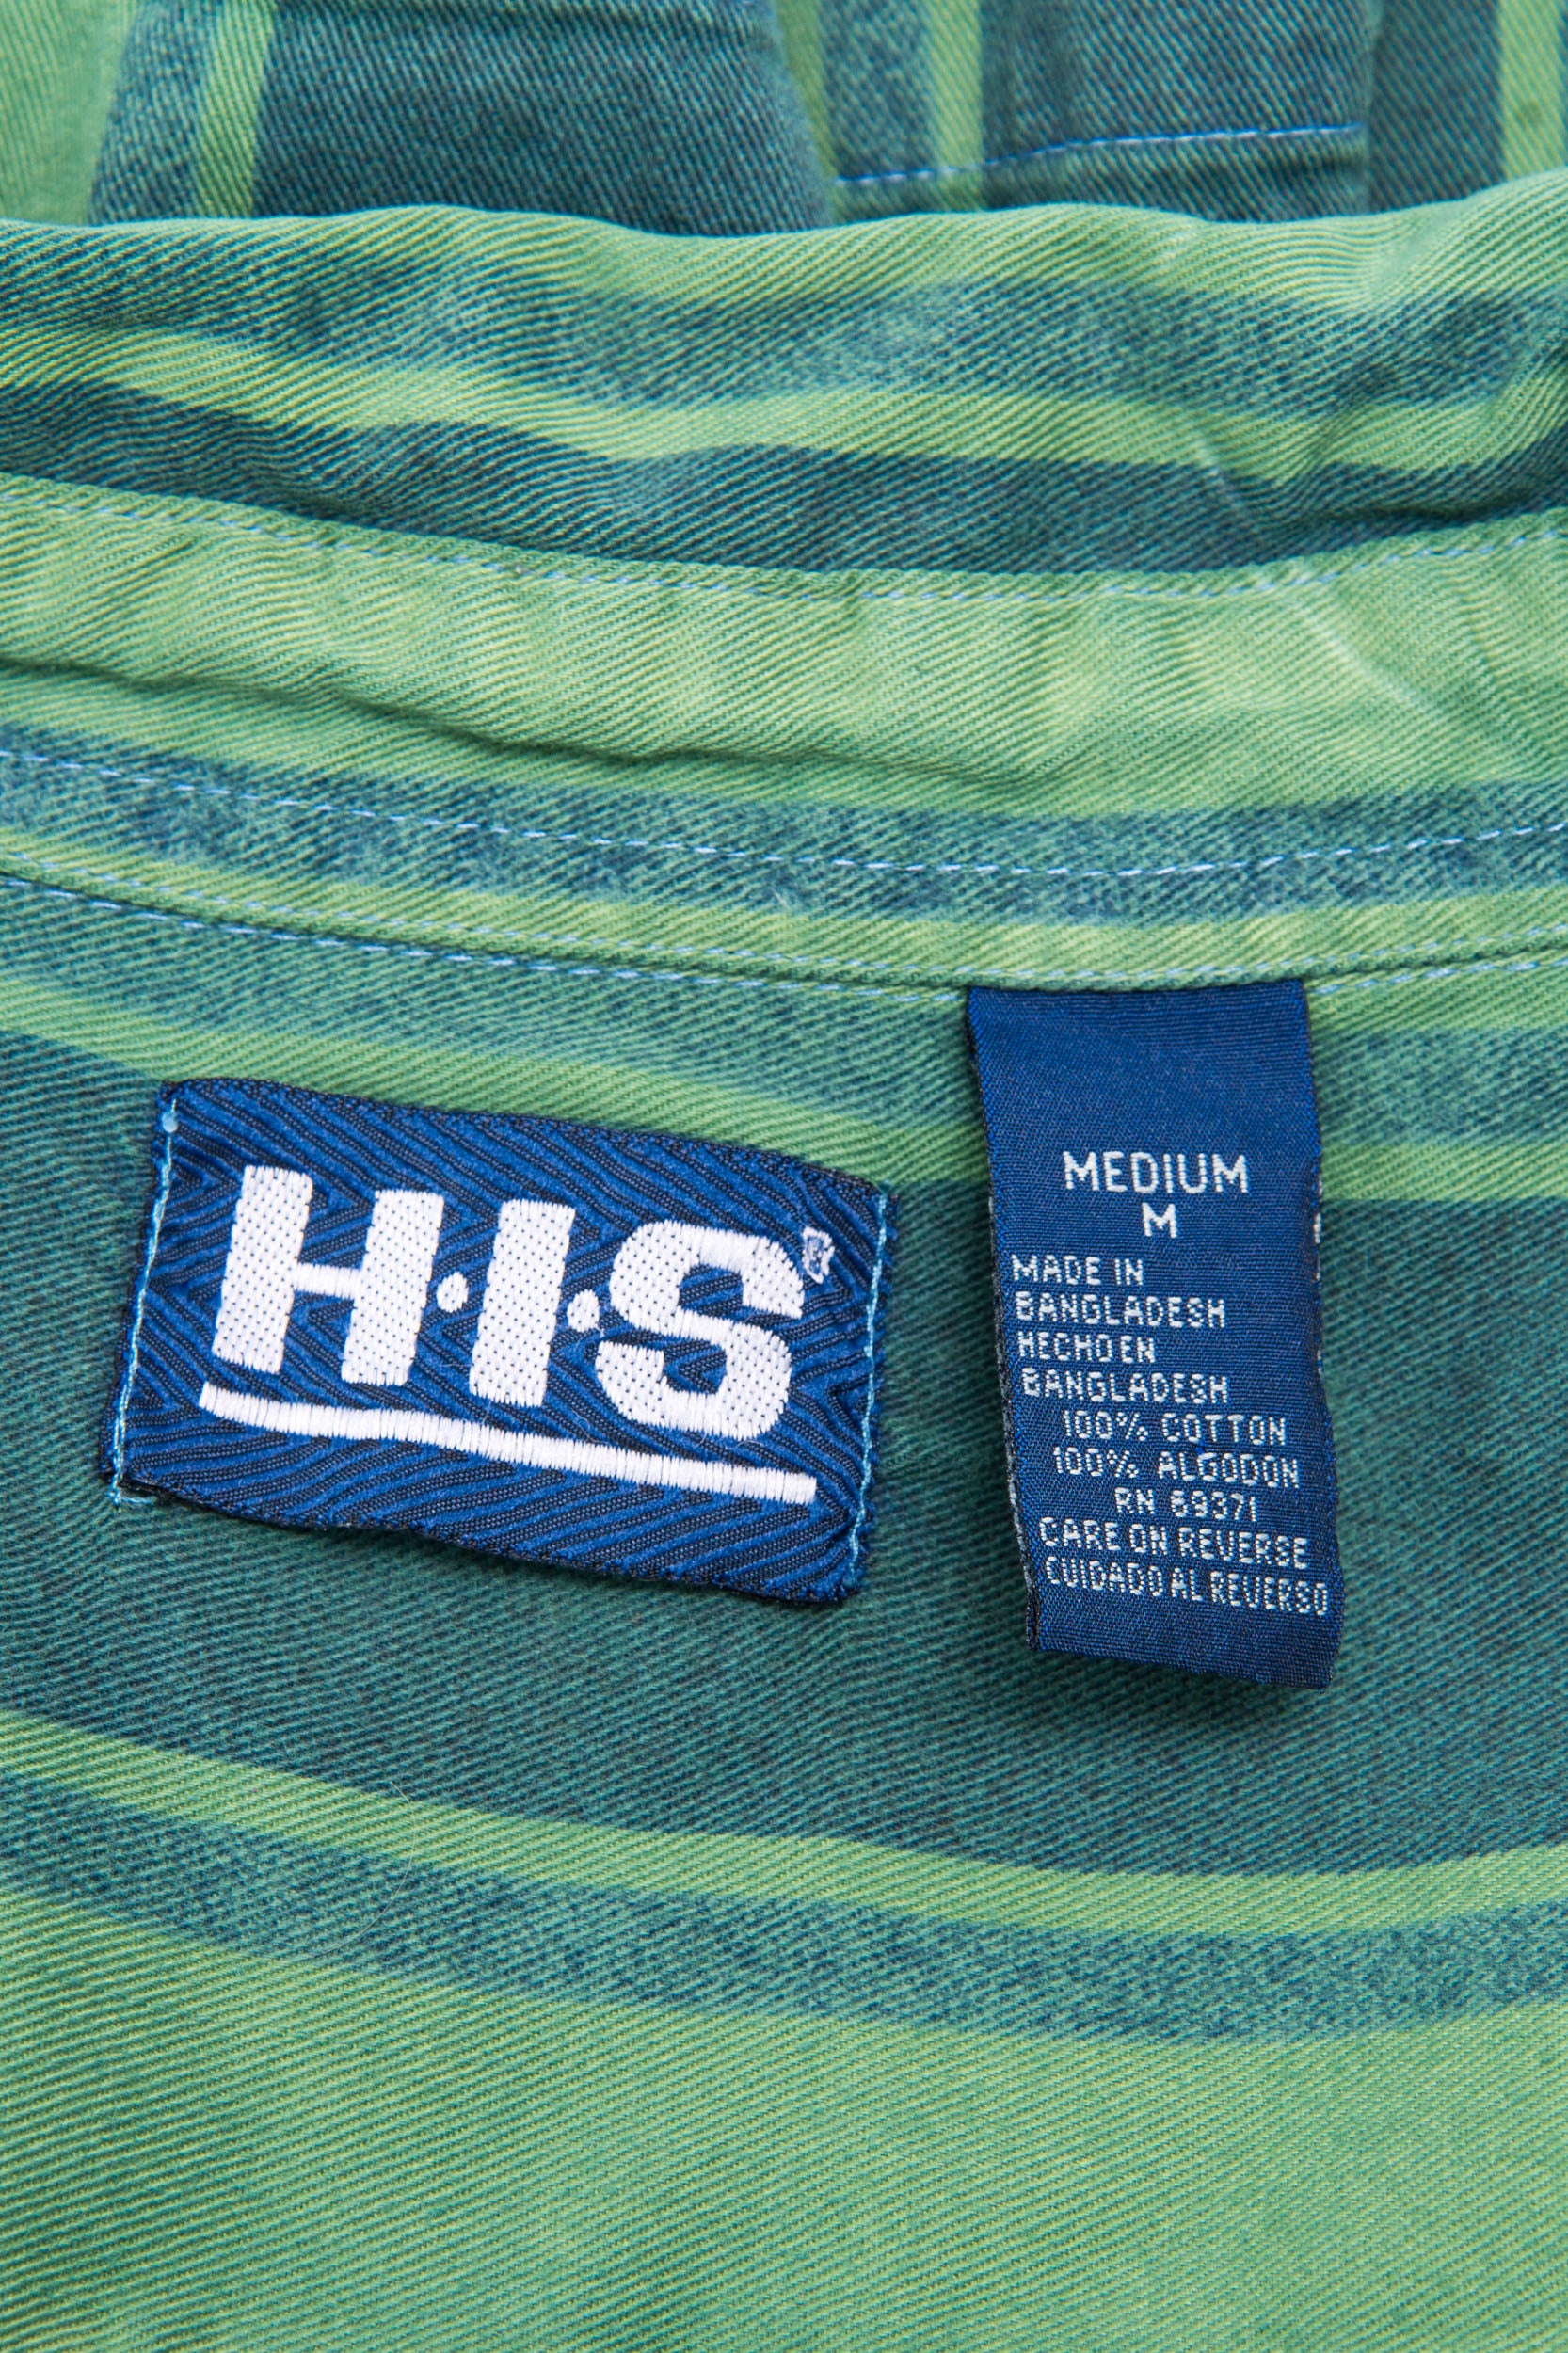 H·I·S
MEDIUM
M
MADE IN
BANGLADESH
HECHO EN
BANGLADESH
100% COTTON
100% ALGODON
RN 69371
CARE ON REVERSE
CUIDADO AL REVERSO